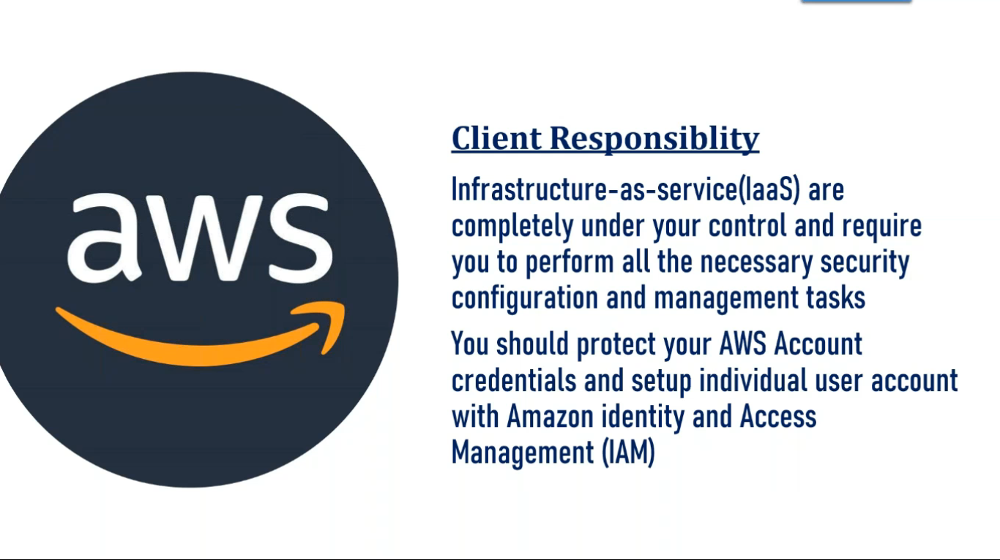 aws
Client Responsiblity
Infrastructure-as-service(IaaS) are
completely under your control and require
you to perform all the necessary security
configuration and management tasks
You should protect your AWS Account
credentials and setup individual user account
with Amazon identity and Access
Management (IAM)